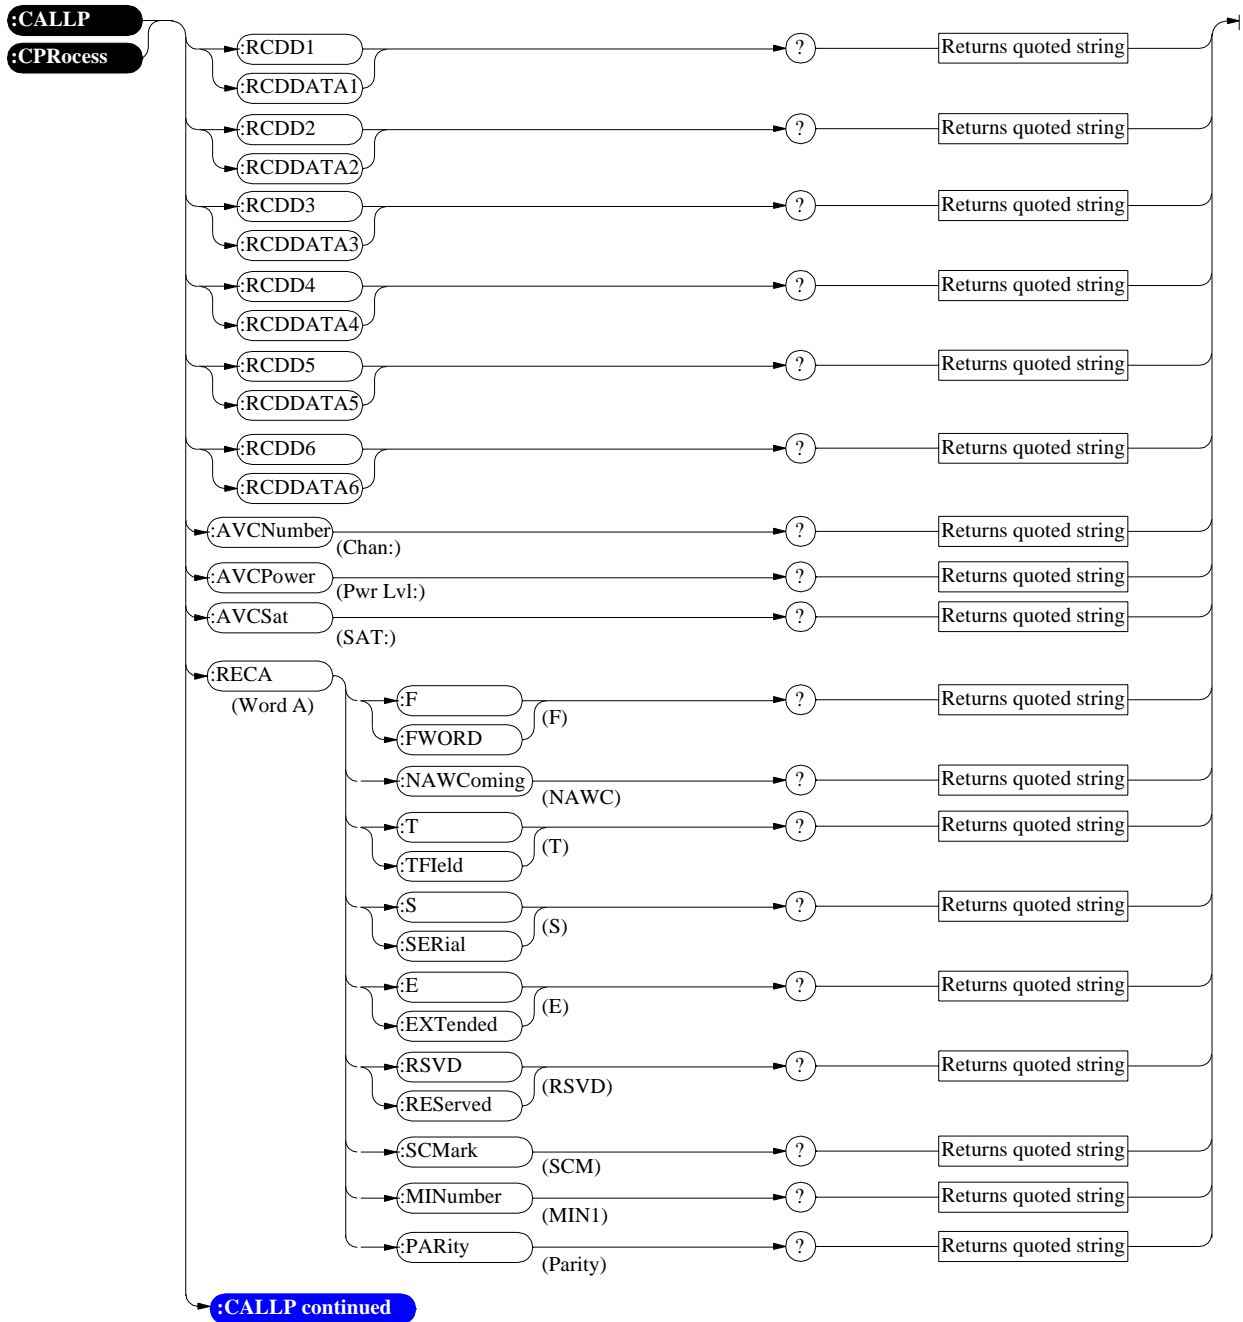 :CALLP
:CPRocess
:RCDD1 ? Returns quoted string
:RCDDATA1
:RCDD2 ? Returns quoted string
:RCDDATA2
:RCDD3 ? Returns quoted string
:RCDDATA3
:RCDD4 ? Returns quoted string
:RCDDATA4
:RCDD5 ? Returns quoted string
:RCDDATA5
:RCDD6 ? Returns quoted string
:RCDDATA6
:AVCNumber ? Returns quoted string
(Chan:)
:AVCPower ? Returns quoted string
(Pwr Lvl:)
:AVCSat ? Returns quoted string
(SAT:)
:RECA
(Word A)
:F ? Returns quoted string
(F)
:FWORD
:NAWComing ? Returns quoted string
(NAWC)
:T ? Returns quoted string
(T)
:TFIeld
:S ? Returns quoted string
(S)
:SERial
:E ? Returns quoted string
(E)
:EXTended
:RSVD ? Returns quoted string
(RSVD)
:REServed
:SCMark ? Returns quoted string
(SCM)
:MINumber ? Returns quoted string
(MIN1)
:PARity ? Returns quoted string
(Parity)
:CALLP continued